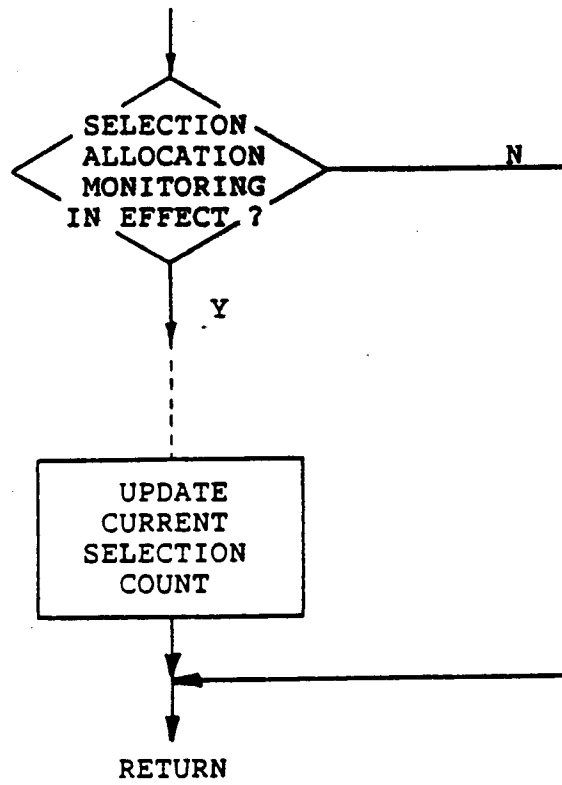 SELECTION
ALLOCATION
MONITORING
IN EFFECT ?
N
Y
UPDATE
CURRENT
SELECTION
COUNT
RETURN